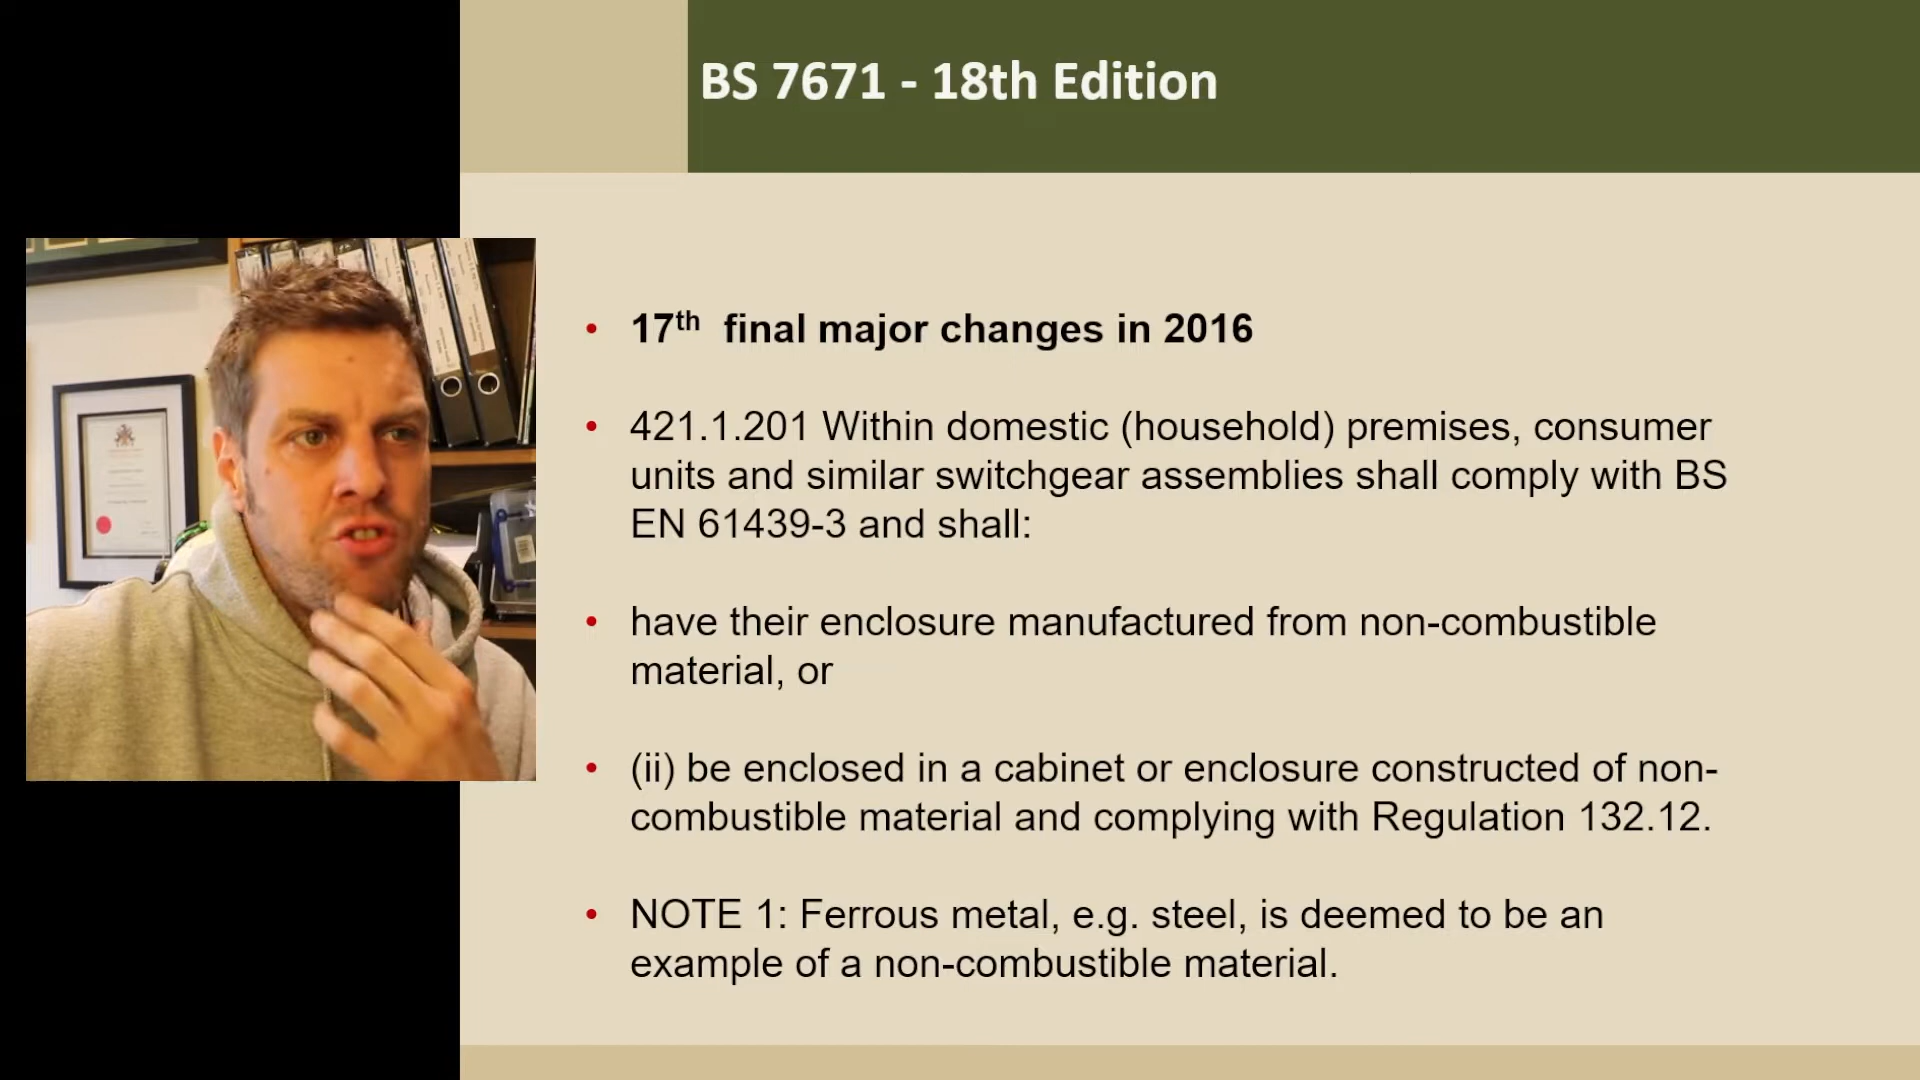 BS 7671 - 18th Edition
• 17th final major changes in 2016
• 421.1.201 Within domestic (household) premises, consumer
units and similar switchgear assemblies shall comply with BS
EN 61439-3 and shall:
• have their enclosure manufactured from non-combustible
material, or
• (ii) be enclosed in a cabinet or enclosure constructed of non-
combustible material and complying with Regulation 132.12.
• NOTE 1: Ferrous metal, e.g. steel, is deemed to be an
example of a non-combustible material.